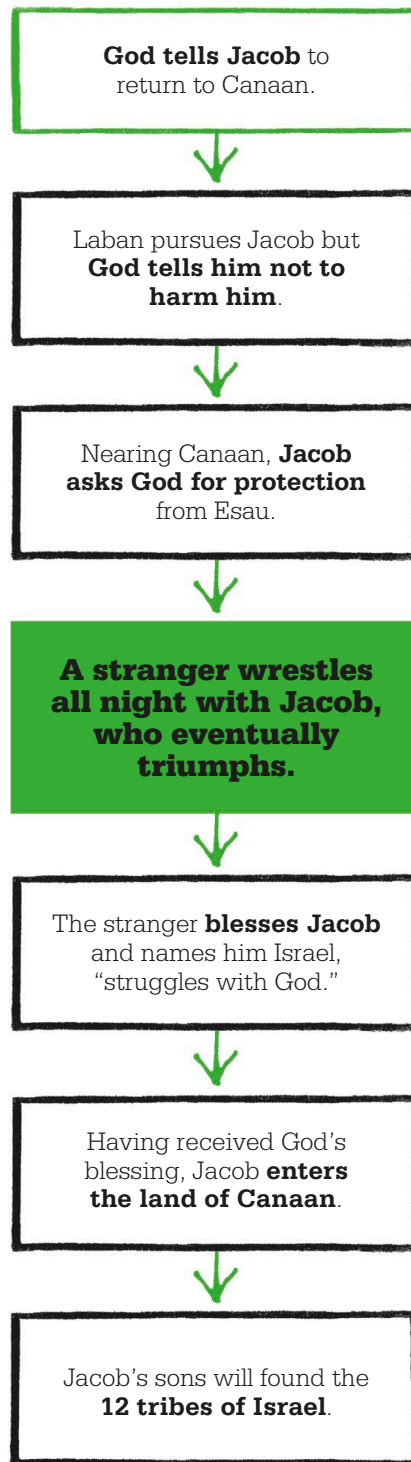 God tells Jacob to
return to Canaan.
Laban pursues Jacob but
God tells him not to
harm him.
Nearing Canaan, Jacob
asks God for protection
from Esau.
A stranger wrestles
all night with Jacob,
who eventually
triumphs.
The stranger blesses Jacob
and names him Israel,
“struggles with God.”
Having received God’s
blessing, Jacob enters
the land of Canaan.
Jacob’s sons will found the
12 tribes of Israel.